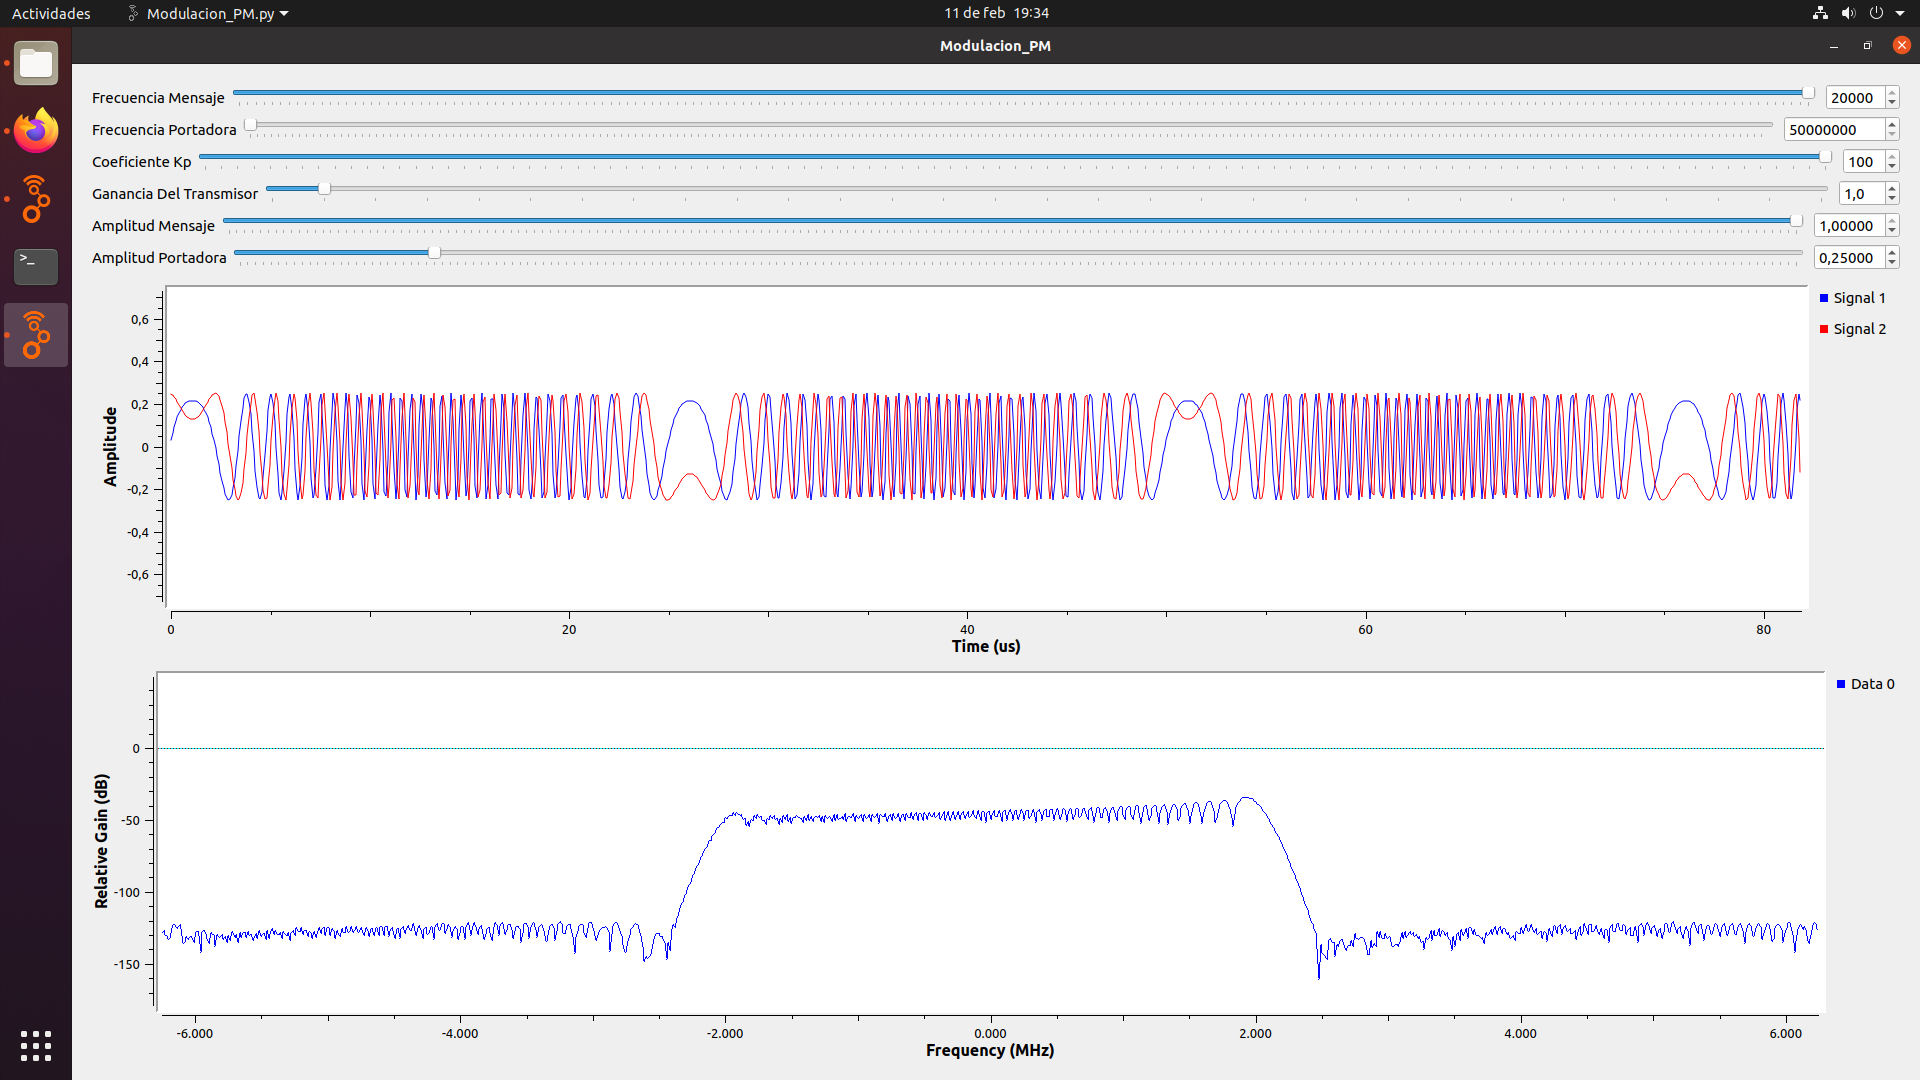 Actividades Modulacion_PM.py 11 de feb 19:34
Modulacion_PM
Frecuencia Mensaje 20000
Frecuencia Portadora 50000000
Coeficiente Kp 100
Ganancia Del Transmisor 1,0
Amplitud Mensaje 1,00000
Amplitud Portadora 0,25000
Signal 1
Signal 2
Amplitude
0,6
0,4
0,2
0
-0,2
-0,4
-0,6
0 20 40 60 80
Time (us)
Data 0
Relative Gain (dB)
0
-50
-100
-150
-6.000 -4.000 -2.000 0.000 2.000 4.000 6.000
Frequency (MHz)
>_